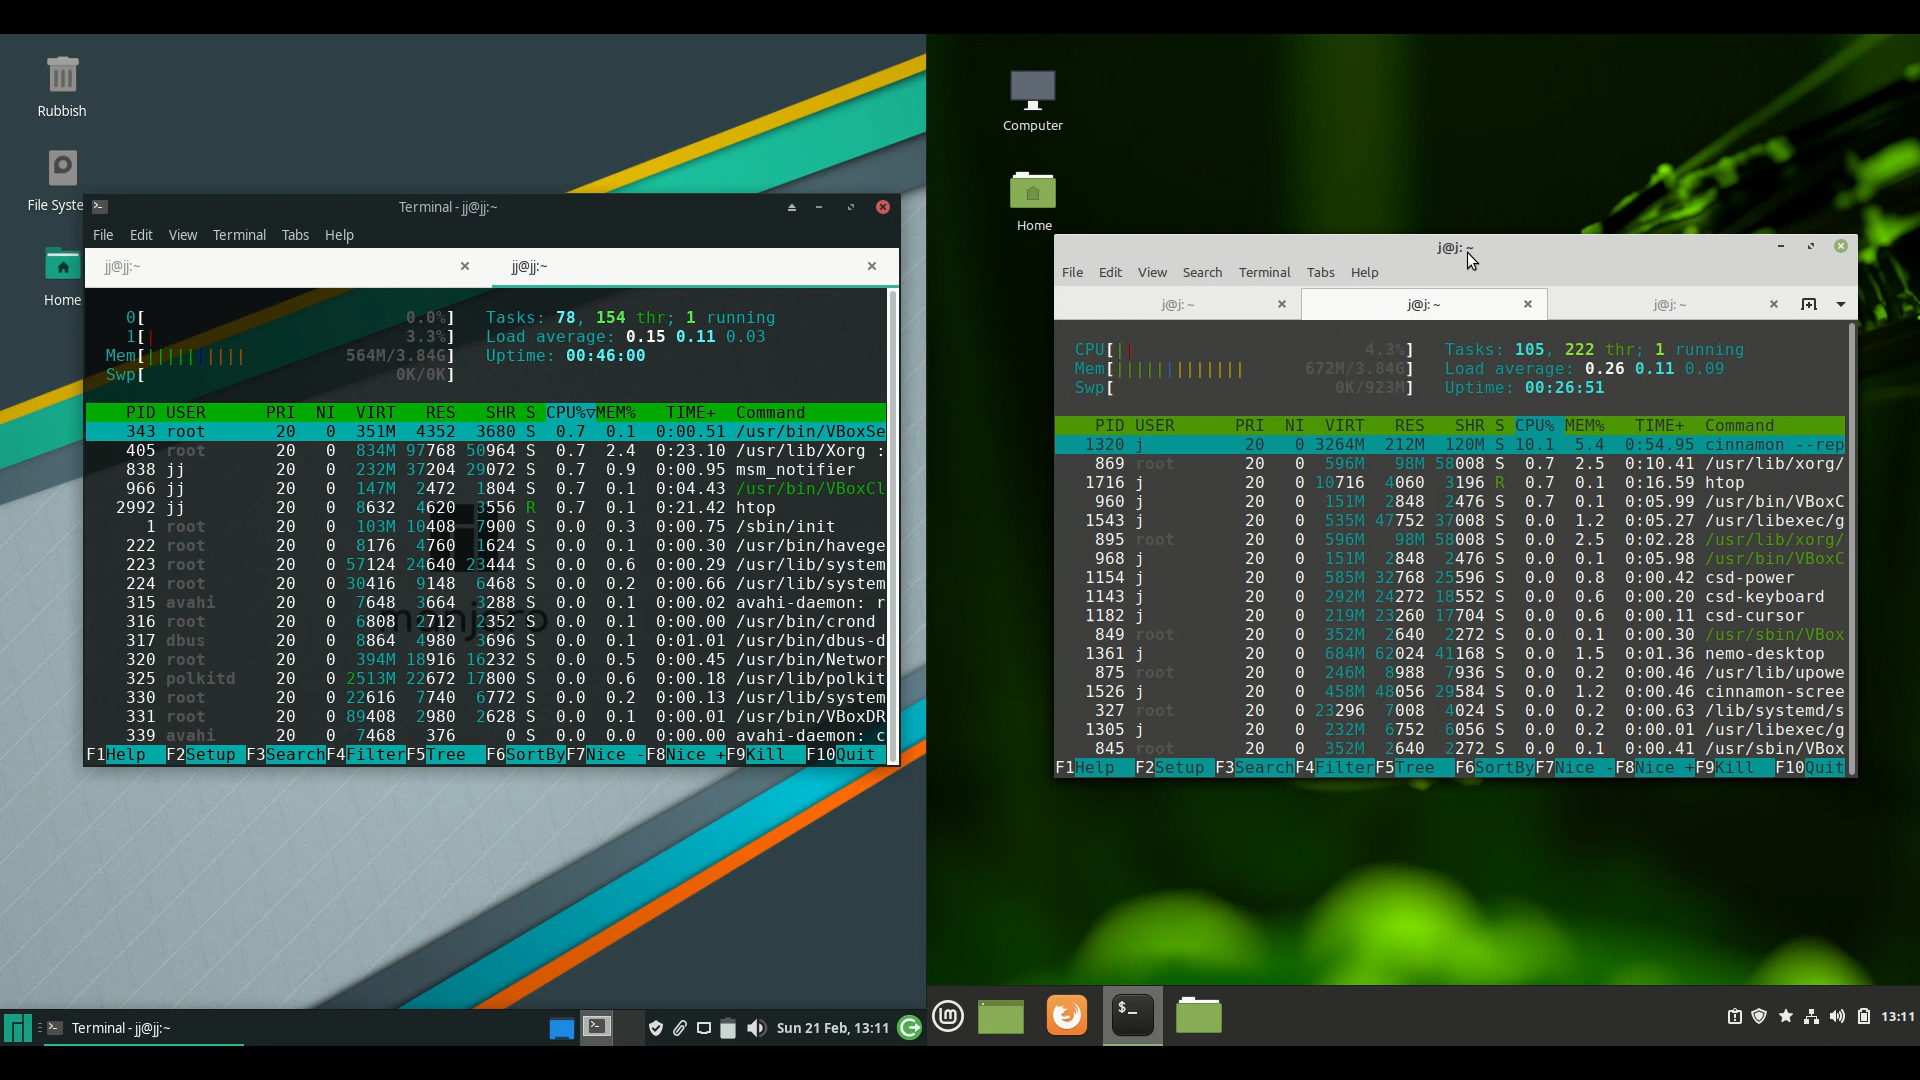 Rubbish
File Syste
Home
Terminal - jj@jj:~
File Edit View Terminal Tabs Help
jj@jj:~ jj@jj:~
0[ 0.0%] Tasks: 78, 154 thr; 1 running
1[| 3.3%] Load average: 0.15 0.11 0.03
Mem[|||||||||| 564M/3.84G] Uptime: 00:46:00
Swp[ 0K/0K]
PID USER PRI NI VIRT RES SHR S CPU%▽MEM% TIME+ Command
343 root 20 0 351M 4352 3680 S 0.7 0.1 0:00.51 /usr/bin/VBoxSe
405 root 20 0 834M 97768 50964 S 0.7 2.4 0:23.10 /usr/lib/Xorg :
838 jj 20 0 232M 37204 29072 S 0.7 0.9 0:00.95 msm_notifier
966 jj 20 0 147M 2472 1804 S 0.7 0.1 0:04.43 /usr/bin/VBoxCl
2992 jj 20 0 8632 4620 3556 R 0.7 0.1 0:21.42 htop
1 root 20 0 103M 10408 7900 S 0.0 0.3 0:00.75 /sbin/init
222 root 20 0 8176 4760 1624 S 0.0 0.1 0:00.30 /usr/bin/havege
223 root 20 0 57124 24640 23444 S 0.0 0.6 0:00.29 /usr/lib/system
224 root 20 0 30416 9148 6468 S 0.0 0.2 0:00.66 /usr/lib/system
315 avahi 20 0 7648 3664 3288 S 0.0 0.1 0:00.02 avahi-daemon: r
316 root 20 0 6808 2712 2352 S 0.0 0.1 0:00.00 /usr/bin/crond
317 dbus 20 0 8864 4980 3696 S 0.0 0.1 0:01.01 /usr/bin/dbus-d
320 root 20 0 394M 18916 16232 S 0.0 0.5 0:00.45 /usr/bin/Networ
325 polkitd 20 0 2513M 22672 17800 S 0.0 0.6 0:00.18 /usr/lib/polkit
330 root 20 0 22616 7740 6772 S 0.0 0.2 0:00.13 /usr/lib/system
331 root 20 0 89408 2980 2628 S 0.0 0.1 0:00.01 /usr/bin/VBoxDR
339 avahi 20 0 7468 376 0 S 0.0 0.0 0:00.00 avahi-daemon: c
F1Help F2Setup F3SearchF4FilterF5Tree F6SortByF7Nice -F8Nice +F9Kill F10Quit
manjaro
Terminal - jj@jj:~
Sun 21 Feb, 13:11
Computer
Home
j@j: ~
File Edit View Search Terminal Tabs Help
j@j: ~ j@j: ~ j@j: ~
CPU[|| 4.3%] Tasks: 105, 222 thr; 1 running
Mem[||||||||||||| 672M/3.84G] Load average: 0.26 0.11 0.09
Swp[ 0K/923M] Uptime: 00:26:51
PID USER PRI NI VIRT RES SHR S CPU% MEM% TIME+ Command
1320 j 20 0 3264M 212M 120M S 10.1 5.4 0:54.95 cinnamon --rep
869 root 20 0 596M 98M 58008 S 0.7 2.5 0:10.41 /usr/lib/xorg/
1716 j 20 0 10716 4060 3196 R 0.7 0.1 0:16.59 htop
960 j 20 0 151M 2848 2476 S 0.7 0.1 0:05.99 /usr/bin/VBoxC
1543 j 20 0 535M 47752 37008 S 0.0 1.2 0:05.27 /usr/libexec/g
895 root 20 0 596M 98M 58008 S 0.0 2.5 0:02.28 /usr/lib/xorg/
968 j 20 0 151M 2848 2476 S 0.0 0.1 0:05.98 /usr/bin/VBoxC
1154 j 20 0 585M 32768 25596 S 0.0 0.8 0:00.42 csd-power
1143 j 20 0 292M 24272 18552 S 0.0 0.6 0:00.20 csd-keyboard
1182 j 20 0 219M 23260 17704 S 0.0 0.6 0:00.11 csd-cursor
849 root 20 0 352M 2640 2272 S 0.0 0.1 0:00.30 /usr/sbin/VBox
1361 j 20 0 684M 62024 41168 S 0.0 1.5 0:01.36 nemo-desktop
875 root 20 0 246M 8988 7936 S 0.0 0.2 0:00.46 /usr/lib/upowe
1526 j 20 0 458M 48056 29584 S 0.0 1.2 0:00.46 cinnamon-scree
327 root 20 0 23296 7008 4024 S 0.0 0.2 0:00.63 /lib/systemd/s
1305 j 20 0 232M 6752 6056 S 0.0 0.2 0:00.01 /usr/libexec/g
845 root 20 0 352M 2640 2272 S 0.0 0.1 0:00.41 /usr/sbin/VBox
F1Help F2Setup F3SearchF4FilterF5Tree F6SortByF7Nice -F8Nice +F9Kill F10Quit
13:11